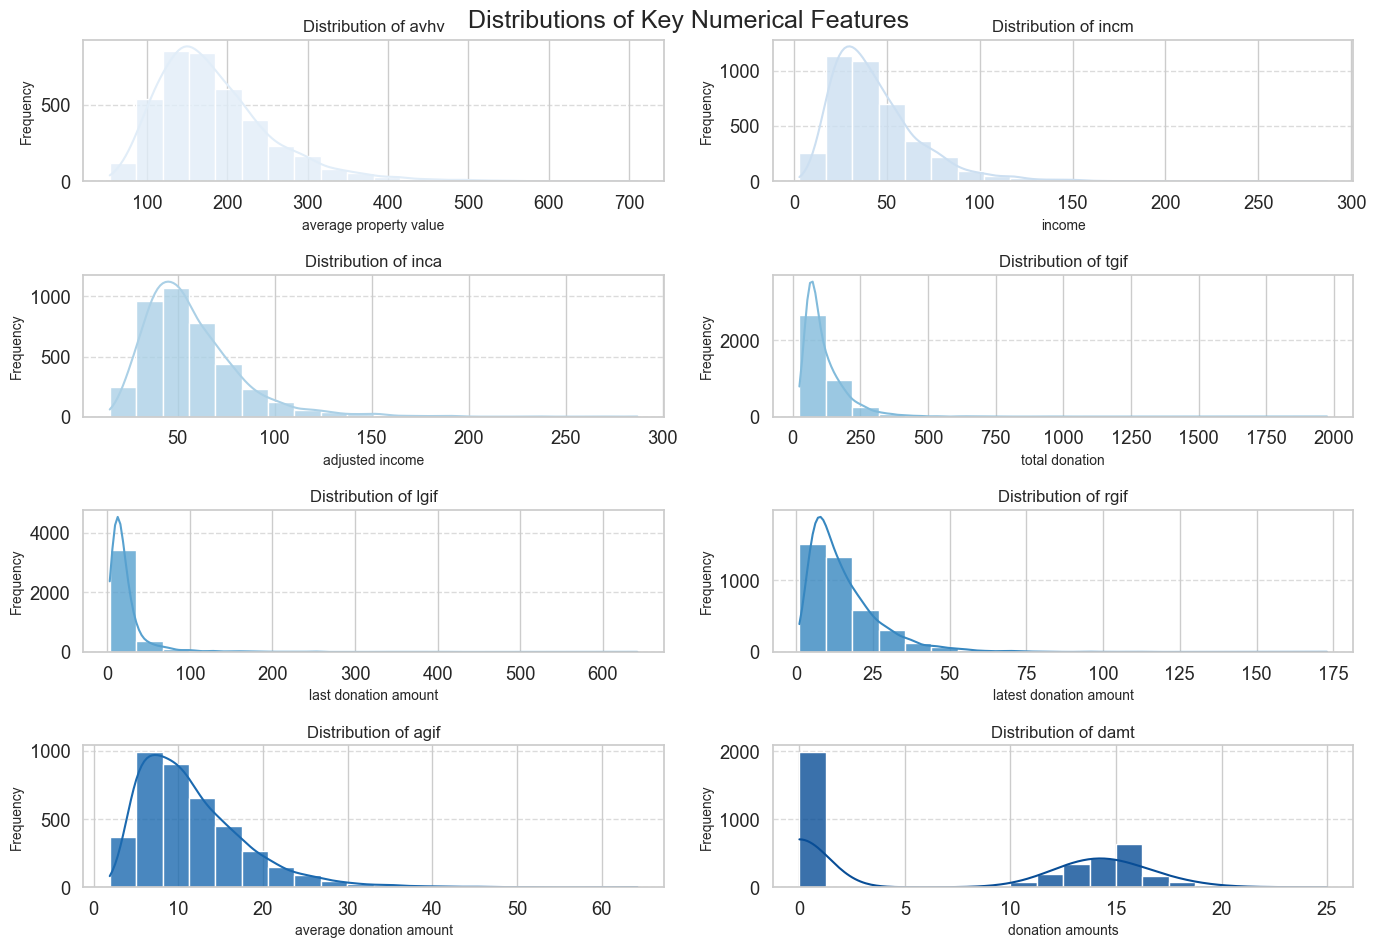 Distributions of Key Numerical Features
Distribution of avhv
Frequency
500
0
100 200 300 400 500 600 700
average property value
Distribution of incm
Frequency
1000
500
0
0 50 100 150 200 250 300
income
Distribution of inca
Frequency
1000
500
0
50 100 150 200 250 300
adjusted income
Distribution of tgif
Frequency
2000
0
0 250 500 750 1000 1250 1500 1750 2000
total donation
Distribution of lgif
Frequency
4000
2000
0
0 100 200 300 400 500 600
last donation amount
Distribution of rgif
Frequency
1000
0
0 25 50 75 100 125 150 175
latest donation amount
Distribution of agif
Frequency
1000
500
0
0 10 20 30 40 50 60
average donation amount
Distribution of damt
Frequency
2000
1000
0
0 5 10 15 20 25
donation amounts